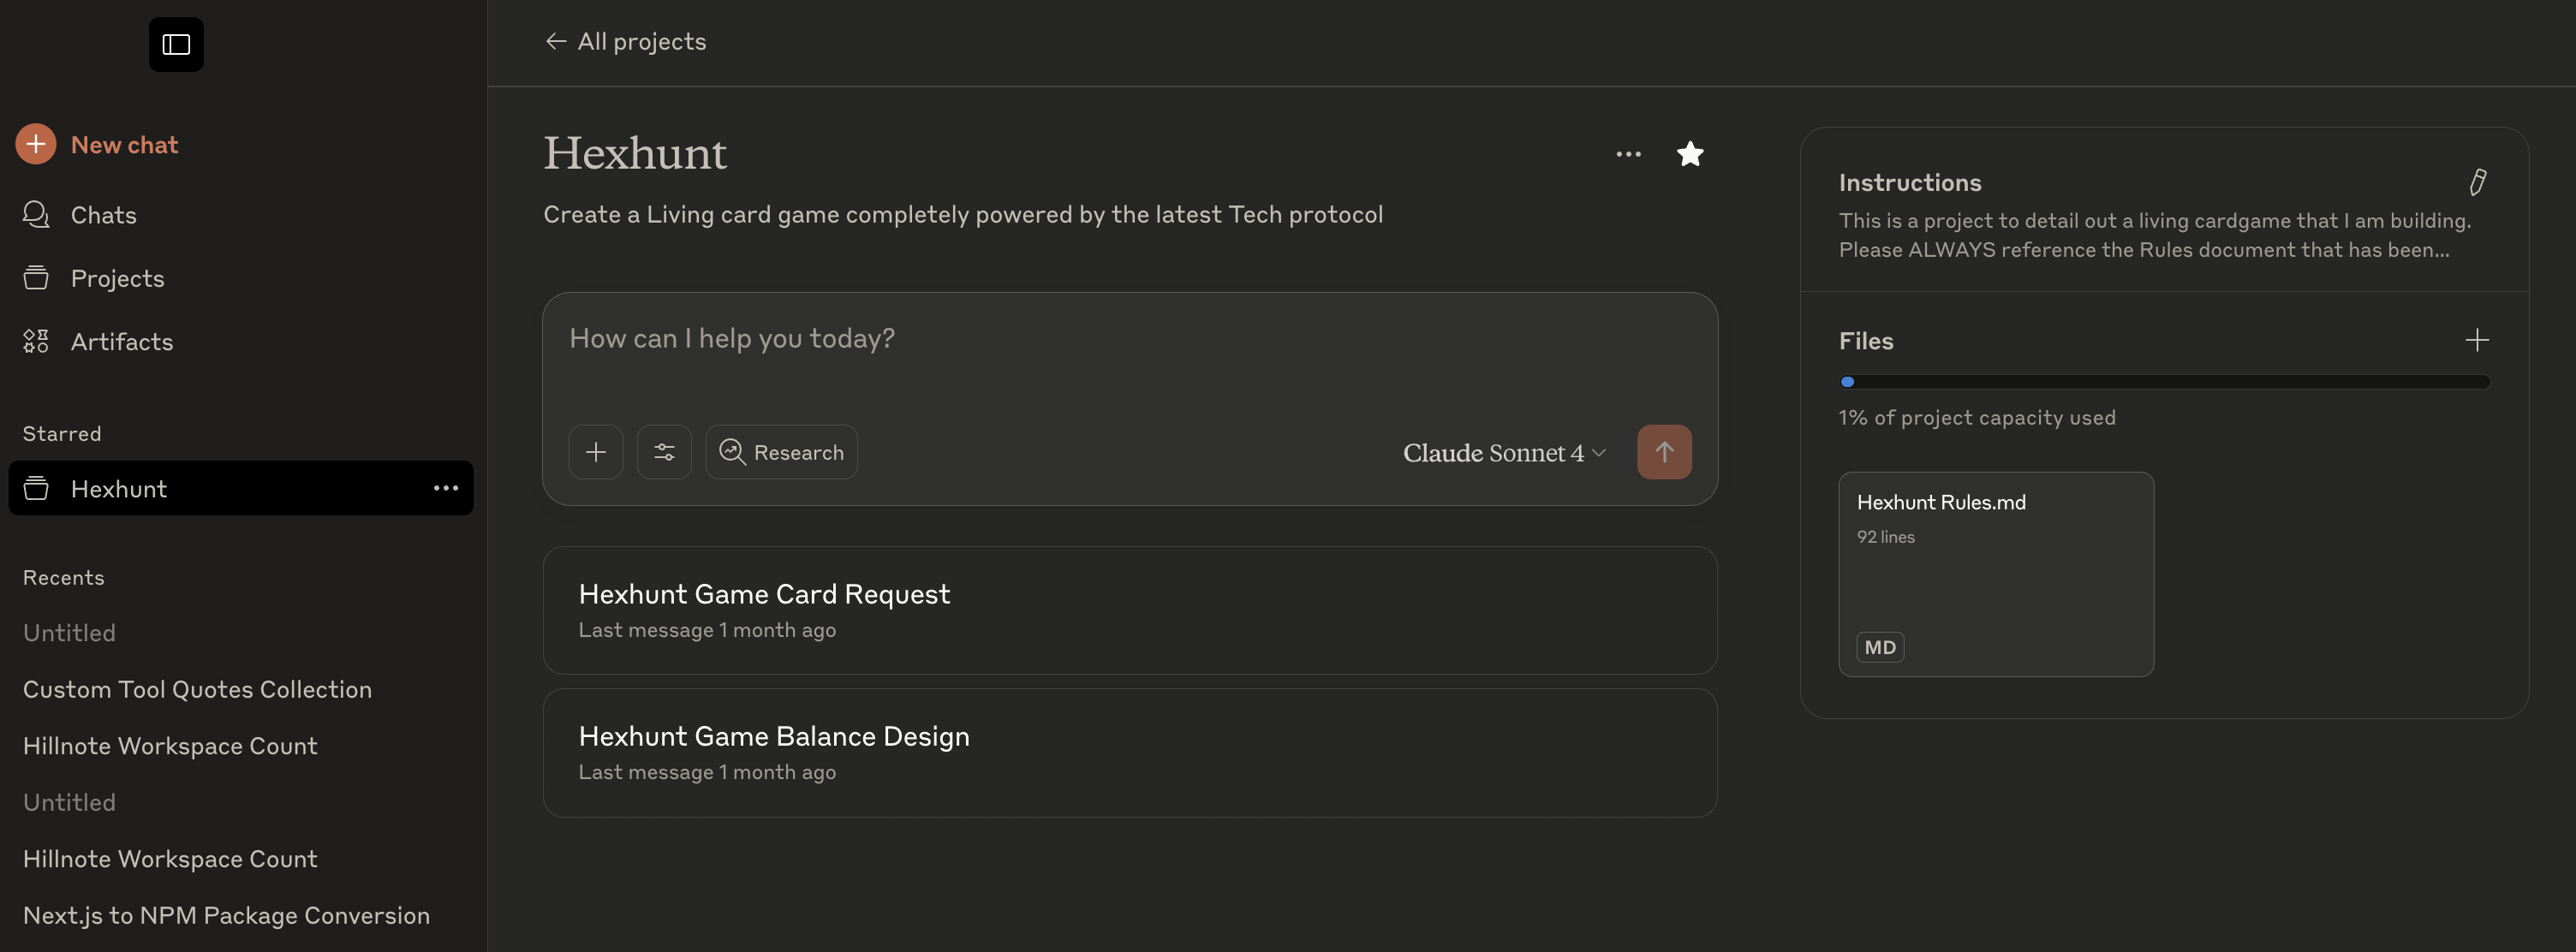 New chat
Chats
Projects
Artifacts
Starred
Hexhunt
Recents
Untitled
Custom Tool Quotes Collection
Hillnote Workspace Count
Untitled
Hillnote Workspace Count
Next.js to NPM Package Conversion
All projects
Hexhunt
Create a Living card game completely powered by the latest Tech protocol
How can I help you today?
Research
Claude Sonnet 4
Hexhunt Game Card Request
Last message 1 month ago
Hexhunt Game Balance Design
Last message 1 month ago
Instructions
This is a project to detail out a living cardgame that I am building.
Please ALWAYS reference the Rules document that has been...
Files
1% of project capacity used
Hexhunt Rules.md
92 lines
MD